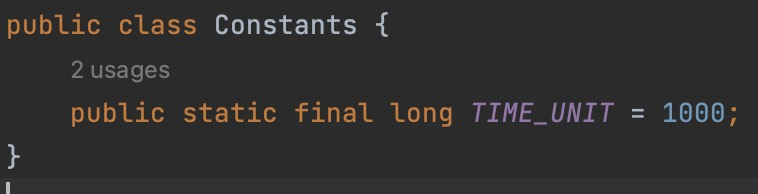 public class Constants {
2 usages
public static final long TIME_UNIT = 1000;
}